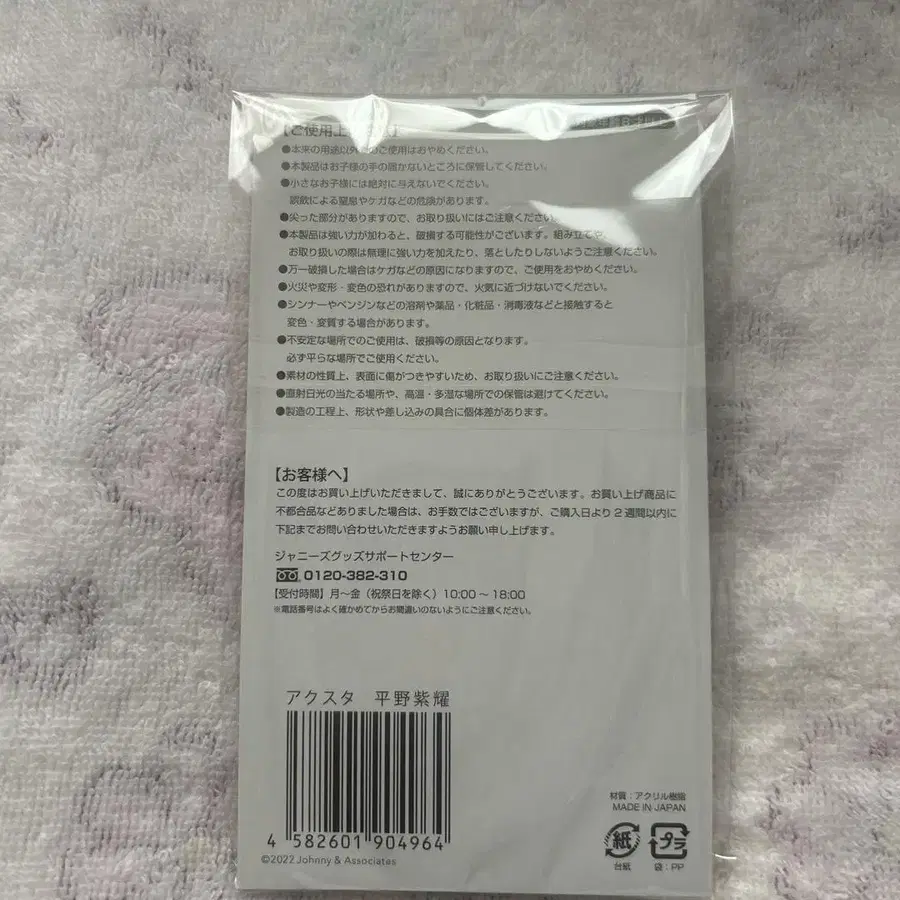 【ご使用上
●本来の用途以外でのご使用はおやめください。
●本製品はお子様の手の届かないところに保管してください。
●小さなお子様には絶対に与えないでください。
誤飲による窒息やケガなどの危険があります。
●尖った部分がありますので、お取り扱いにはご注意ください。
●本製品は強い力が加わると、破損する可能性がございます。組み立てや、
お取り扱いの際は無理に強い力を加えたり、落としたりしないようご注意ください。
●万一破損した場合はケガなどの原因になりますので、ご使用をおやめください。
●火災や変形・変色の恐れがありますので、火気に近づけないでください。
●シンナーやベンジンなどの溶剤や薬品・化粧品・消毒液などと接触すると
変色・変質する場合があります。
●不安定な場所でのご使用は、破損等の原因となります。
必ず平らな場所でご使用ください。
●素材の性質上、表面に傷がつきやすいため、お取り扱いにご注意ください。
●直射日光の当たる場所や、高温・多湿な場所での保管は避けてください。
●製造の工程上、形状や差し込みの具合に個体差があります。
【お客様へ】
この度はお買い上げいただきまして、誠にありがとうございます。お買い上げ商品に
不都合品などありました場合は、お手数ではございますが、ご購入日より2週間以内に
下記までお問い合わせいただきますようお願い申し上げます。
ジャニーズグッズサポートセンター
0120-382-310
【受付時間】月～金（祝祭日を除く）10:00～18:00
※電話番号はよく確かめてからお間違いのないようにご注意ください。
アクスタ 平野紫耀
4 582601 904964
©2022 Johnny & Associates
材質：アクリル樹脂
MADE IN JAPAN
紙 プラ
台紙 袋：PP